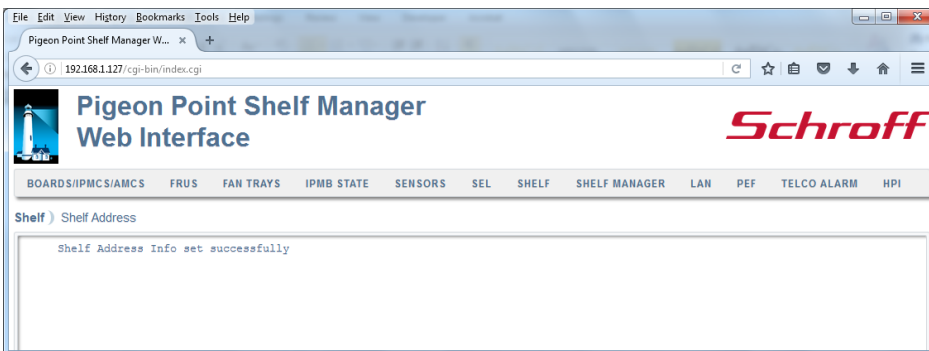 File Edit View History Bookmarks Tools Help
Pigeon Point Shelf Manager W... × +
192.168.1.127/cgi-bin/index.cgi
Pigeon Point Shelf Manager
Web Interface
Schroff
BOARDS/IPMCS/AMCS FRUS FAN TRAYS IPMB STATE SENSORS SEL SHELF SHELF MANAGER LAN PEF TELCO ALARM HPI
Shelf ) Shelf Address
Shelf Address Info set successfully